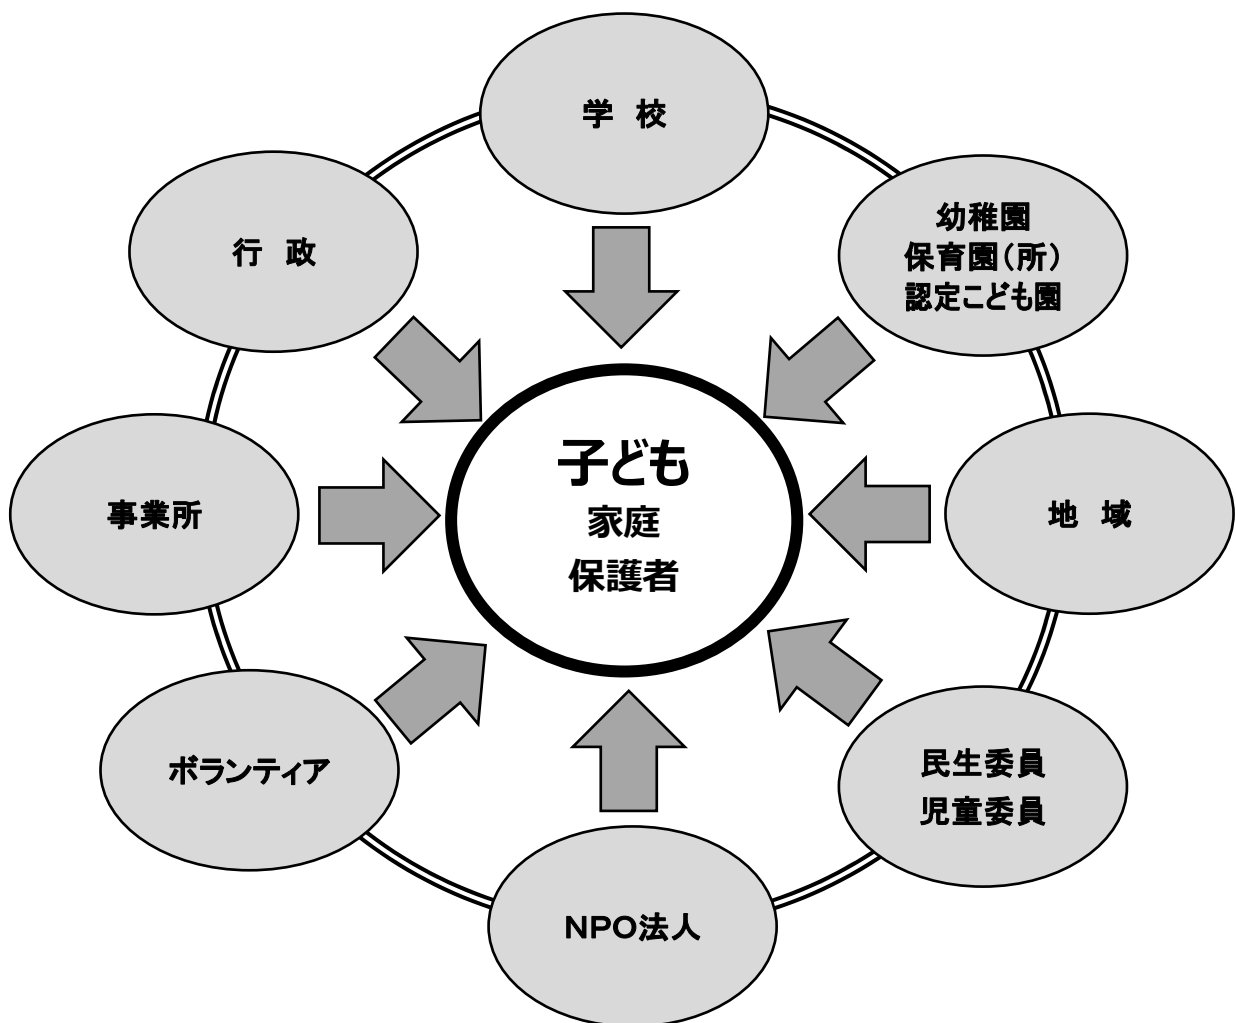 学　校
行　政
幼稚園
保育園（所）
認定こども園
子ども
家庭
保護者
事業所
地　域
ボランティア
民生委員
児童委員
ＮＰＯ法人